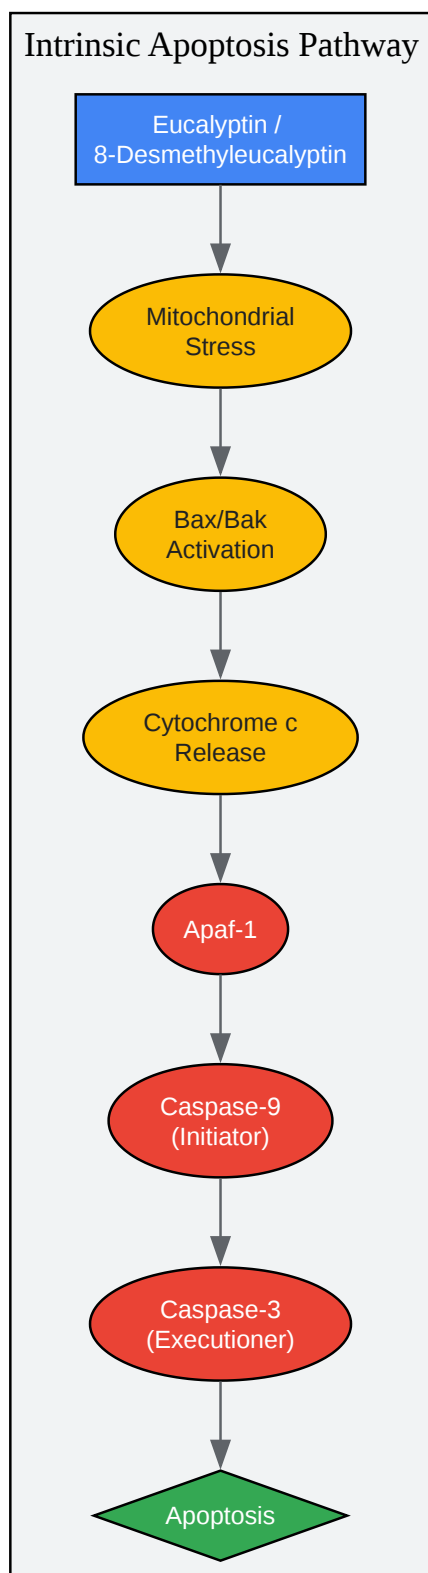 Intrinsic Apoptosis Pathway
Eucalyptin /
8-Desmethyleucalyptin
Mitochondrial
Stress
Bax/Bak
Activation
Cytochrome c
Release
Apaf-1
Caspase-9
(Initiator)
Caspase-3
(Executioner)
Apoptosis